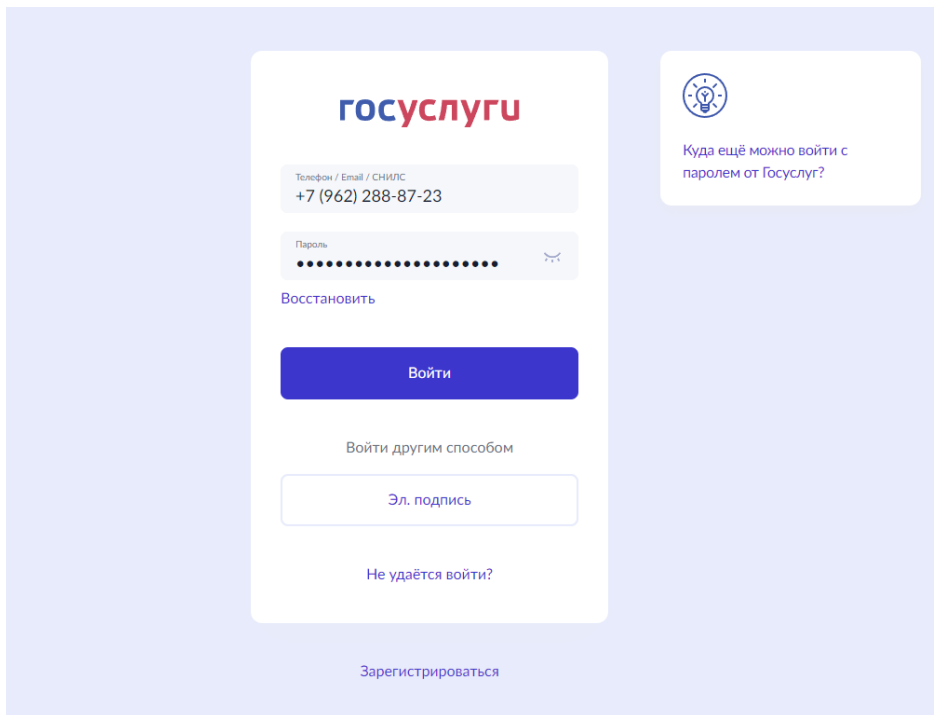 госуслуги
Телефон / Email / СНИЛС
+7 (962) 288-87-23
Пароль
•••••••••••••••••••••
Восстановить
Войти
Войти другим способом
Эл. подпись
Не удаётся войти?
Зарегистрироваться
Куда ещё можно войти с
паролем от Госуслуг?